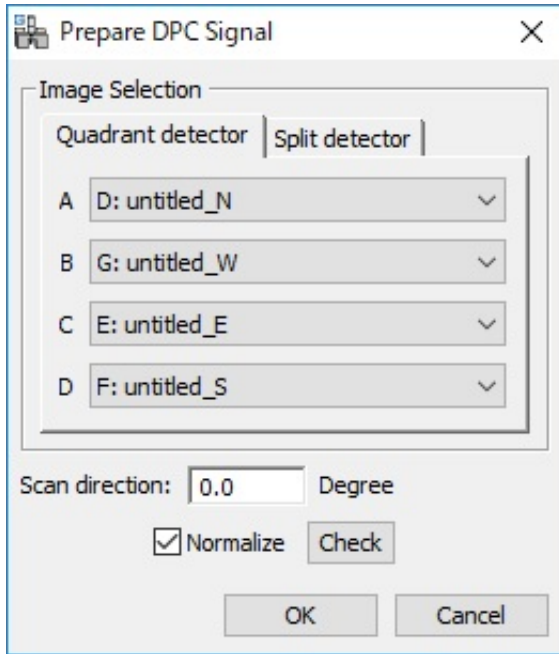 Prepare DPC Signal
Image Selection
Quadrant detector Split detector
A D: untitled_N
B G: untitled_W
C E: untitled_E
D F: untitled_S
Scan direction: 0.0 Degree
Normalize Check
OK Cancel